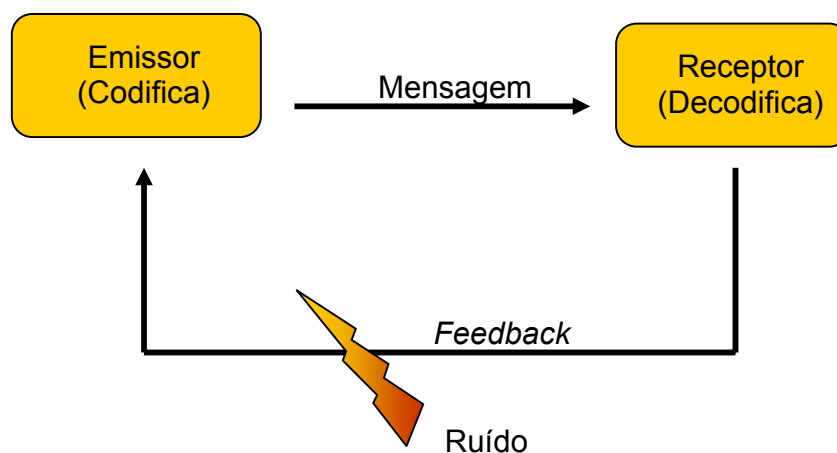 Emissor
(Codifica)
Mensagem
Receptor
(Decodifica)
Feedback
Ruído